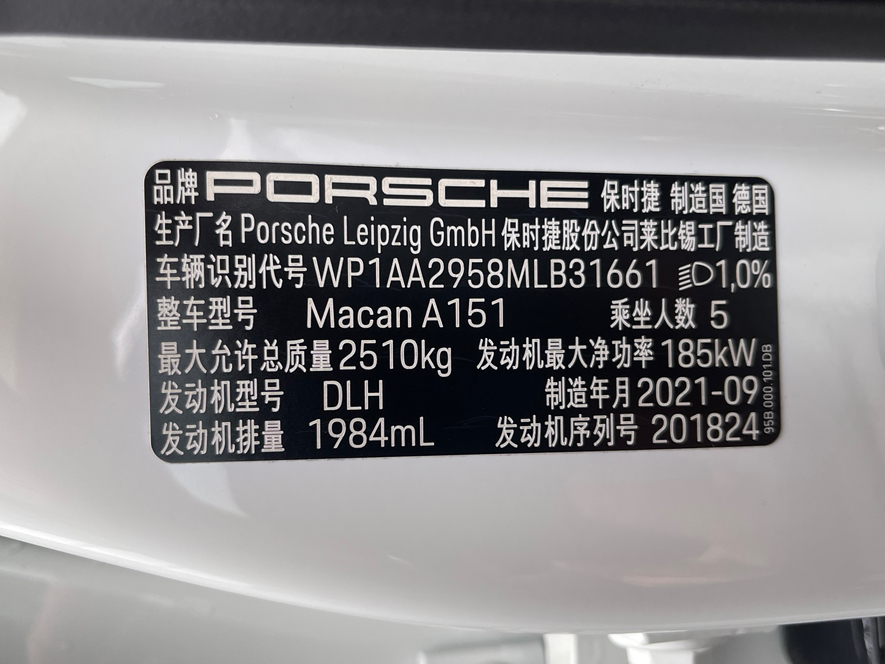 品牌 PORSCHE 保时捷 制造国 德国
生产厂名 Porsche Leipzig GmbH 保时捷股份公司莱比锡工厂制造
车辆识别代号 WP1AA2958MLB31661 1,0%
整车型号 Macan A151 乘坐人数 5
最大允许总质量 2510kg 发动机最大净功率 185kW
发动机型号 DLH 制造年月 2021-09
发动机排量 1984mL 发动机序列号 201824
95B.000.101.DB